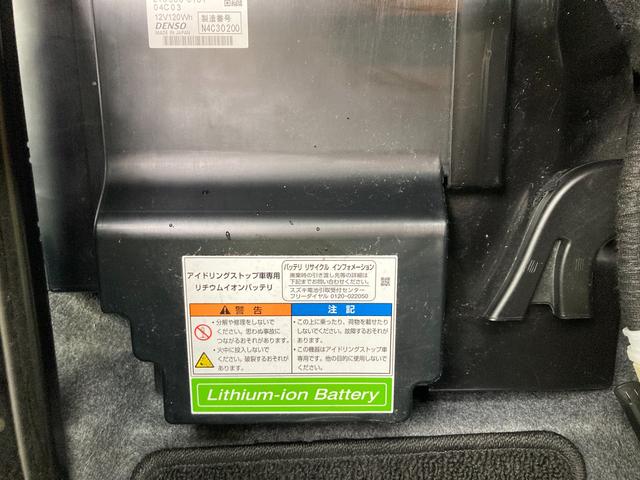 04C03
12V120Wh
DENSO
MADE IN JAPAN
製造番号
N4C30200
アイドリングストップ車専用
リチウムイオンバッテリ
バッテリ リサイクル インフォメーション
廃棄時の引き渡し先等の詳細は
下記までお問い合わせください。
スズキ電池引取受付センター
フリーダイヤル 0120-022050
警告
・分解や修理をしないで
ください。思わぬ事故に
つながるおそれがあります。
・火中に投入しないで
ください。破裂するおそれが
あります。
注記
・この上に乗ったり、荷物を載せたり
しないでください。故障するおそれが
あります。
・この機器はアイドリングストップ車
専用です。他の目的に使用しない
でください。
Lithium-ion Battery